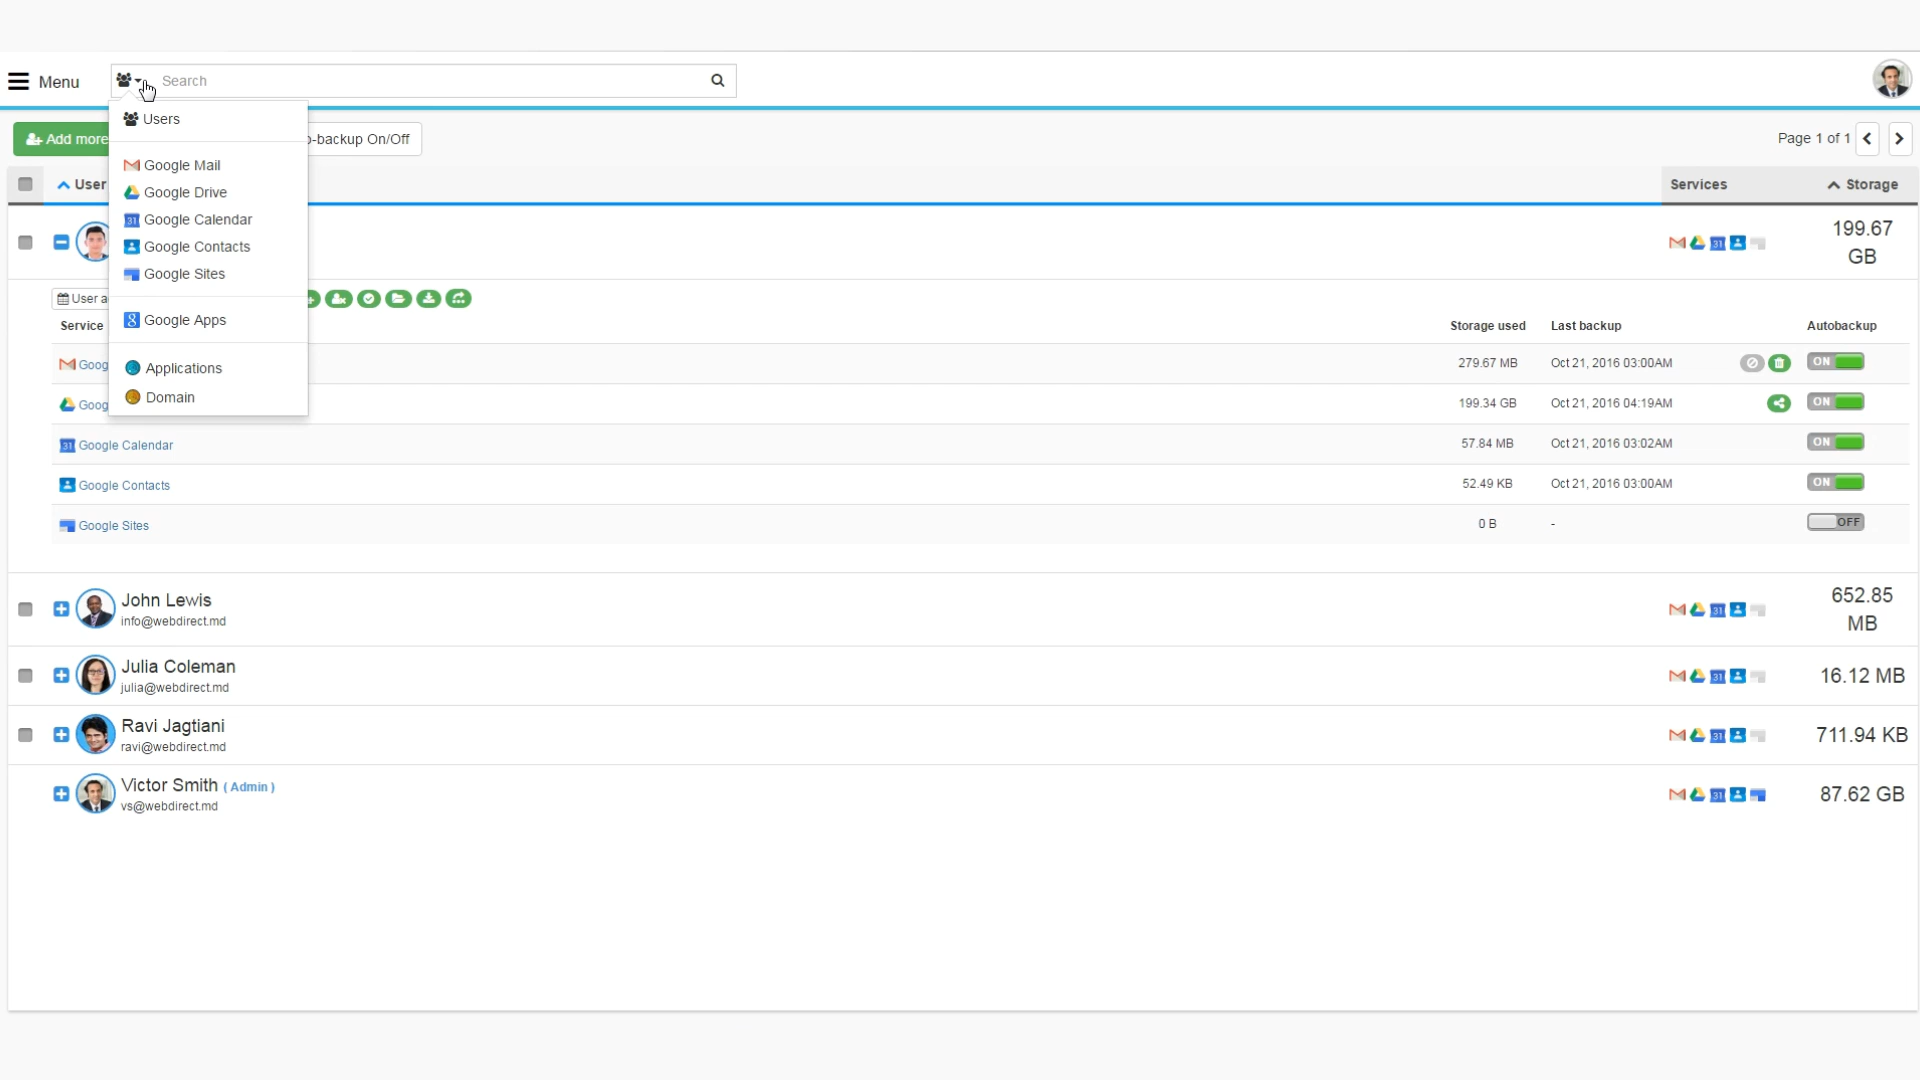 Menu
Search
Users
Add more
o-backup On/Off
Page 1 of 1
Google Mail
User
Services
Storage
Google Drive
Google Calendar
199.67
GB
Google Contacts
Google Sites
User a
Google Apps
Service
Storage used
Last backup
Autobackup
Goog
279.67 MB
Oct 21, 2016 03:00AM
ON
Applications
Domain
Goog
199.34 GB
Oct 21, 2016 04:19AM
ON
Google Calendar
57.84 MB
Oct 21, 2016 03:02AM
ON
Google Contacts
52.49 KB
Oct 21, 2016 03:00AM
ON
Google Sites
0 B
-
OFF
John Lewis
info@webdirect.md
652.85
MB
Julia Coleman
julia@webdirect.md
16.12 MB
Ravi Jagtiani
ravi@webdirect.md
711.94 KB
Victor Smith ( Admin )
vs@webdirect.md
87.62 GB